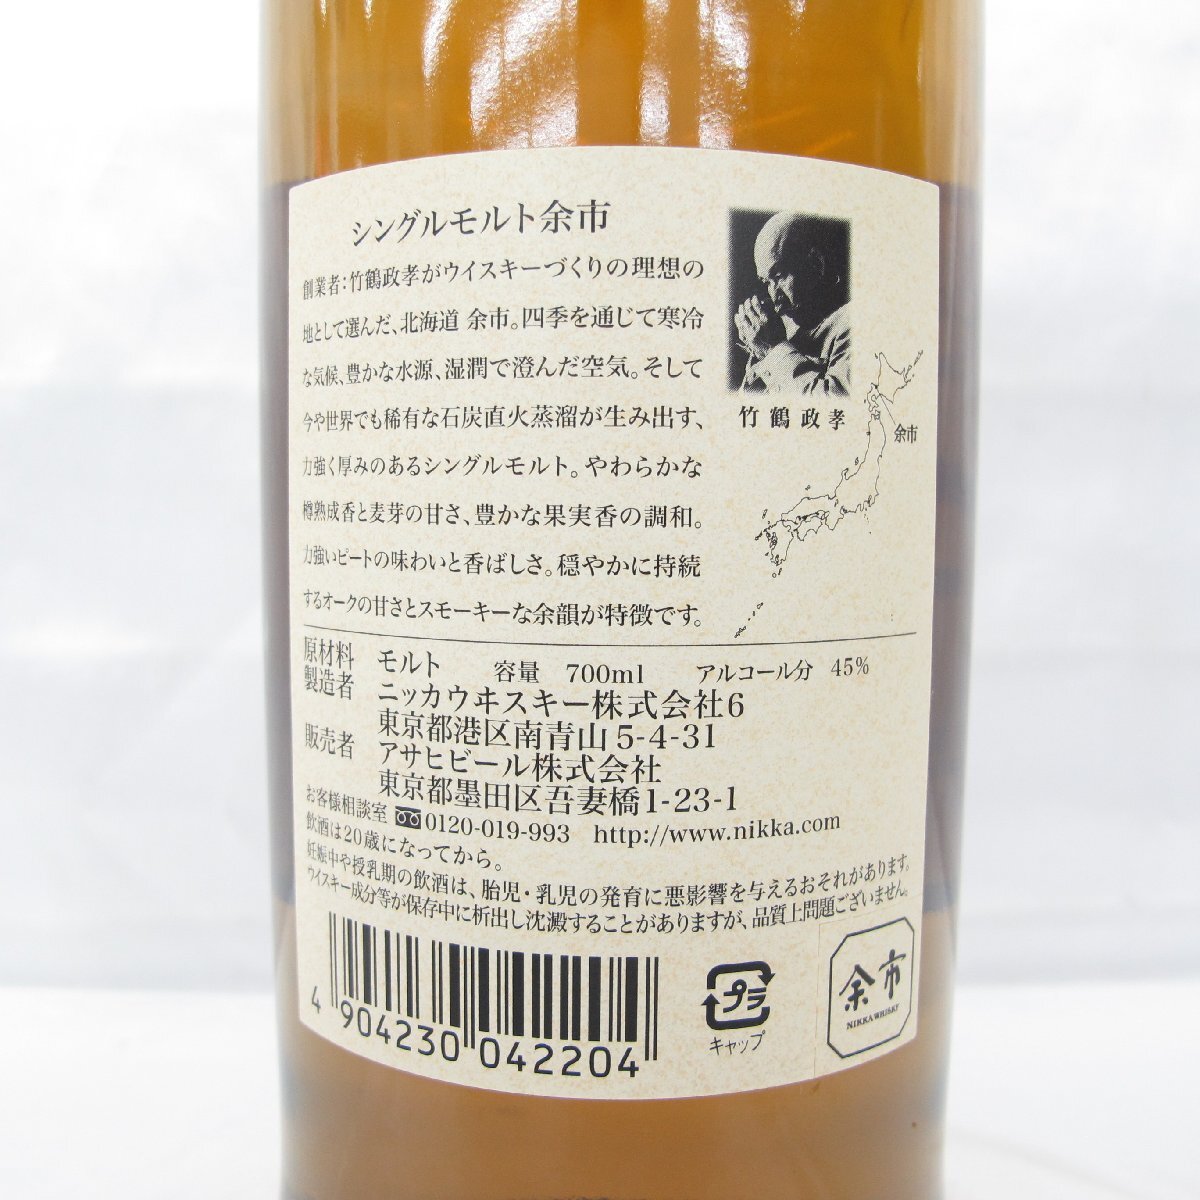 シングルモルト余市
創業者:竹鶴政孝がウイスキーづくりの理想の
地として選んだ、北海道 余市。四季を通じて寒冷
な気候、豊かな水源、湿潤で澄んだ空気。そして
今や世界でも稀有な石炭直火蒸溜が生み出す、
力強く厚みのあるシングルモルト。やわらかな
樽熟成香と麦芽の甘さ、豊かな果実香の調和。
力強いピートの味わいと香ばしさ。穏やかに持続
するオークの甘さとスモーキーな余韻が特徴です。
竹鶴政孝
余市
原材料 モルト 容量 700ml アルコール分 45%
製造者 ニッカウヰスキー株式会社6
東京都港区南青山5-4-31
販売者 アサヒビール株式会社
東京都墨田区吾妻橋1-23-1
お客様相談室 0120-019-993 http://www.nikka.com
飲酒は20歳になってから。
妊娠中や授乳期の飲酒は、胎児・乳児の発育に悪影響を与えるおそれがあります。
ウイスキー成分等が保存中に析出し沈澱することがありますが、品質上問題ございません。
4 904230 042204
プラ
キャップ
余市
NIKKA WHISKY